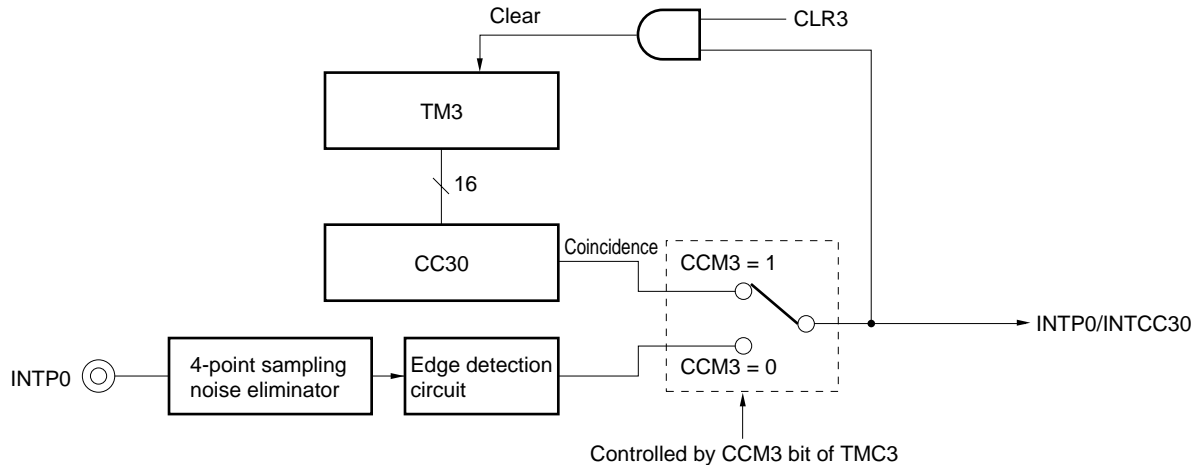 Clear
CLR3
TM3
16
CC30
Coincidence
CCM3 = 1
INTP0/INTCC30
INTP0
4-point sampling
noise eliminator
Edge detection
circuit
CCM3 = 0
Controlled by CCM3 bit of TMC3